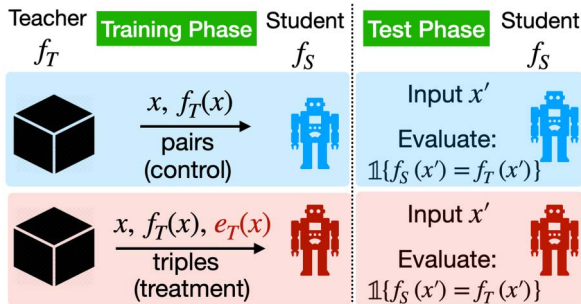 Teacher Training Phase Student Test Phase Student
f_T f_S f_S
x, f_T(x)
pairs
(control)
Input x′
Evaluate:
𝟙{f_S(x′) = f_T(x′)}
x, f_T(x), e_T(x)
triples
(treatment)
Input x′
Evaluate:
𝟙{f_S(x′) = f_T(x′)}